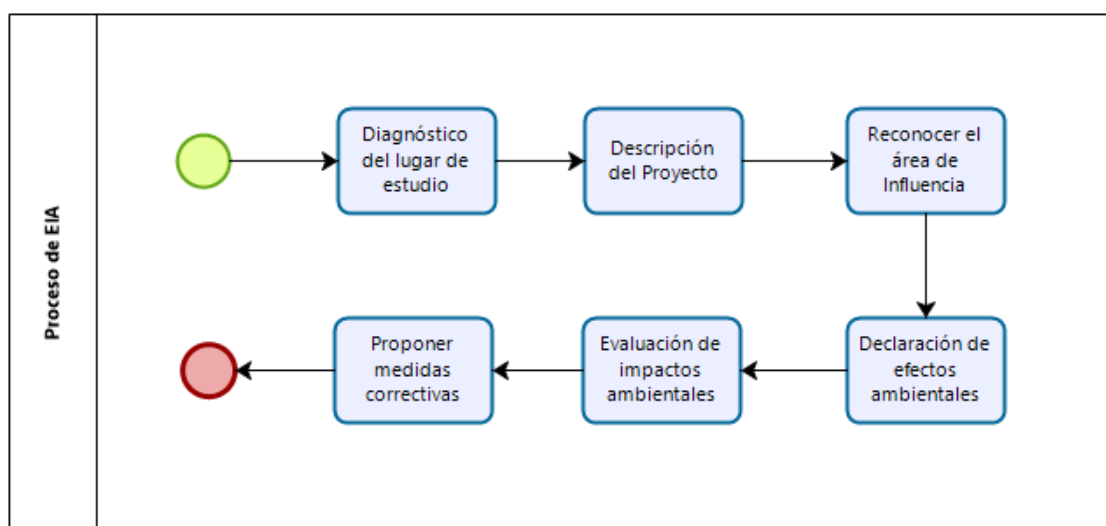 Proceso de EIA
Diagnóstico
del lugar de
estudio
Descripción
del Proyecto
Reconocer el
área de
Influencia
Declaración de
efectos
ambientales
Evaluación de
impactos
ambientales
Proponer
medidas
correctivas